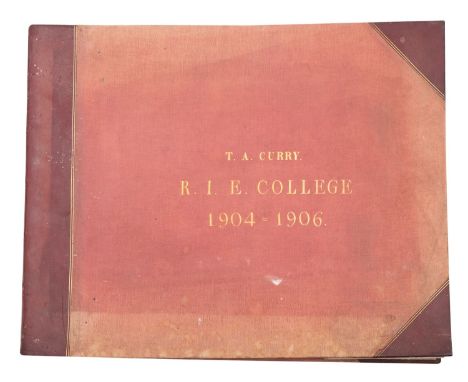 T. A. CURRY.
R. I. E. COLLEGE
1904 - 1906.